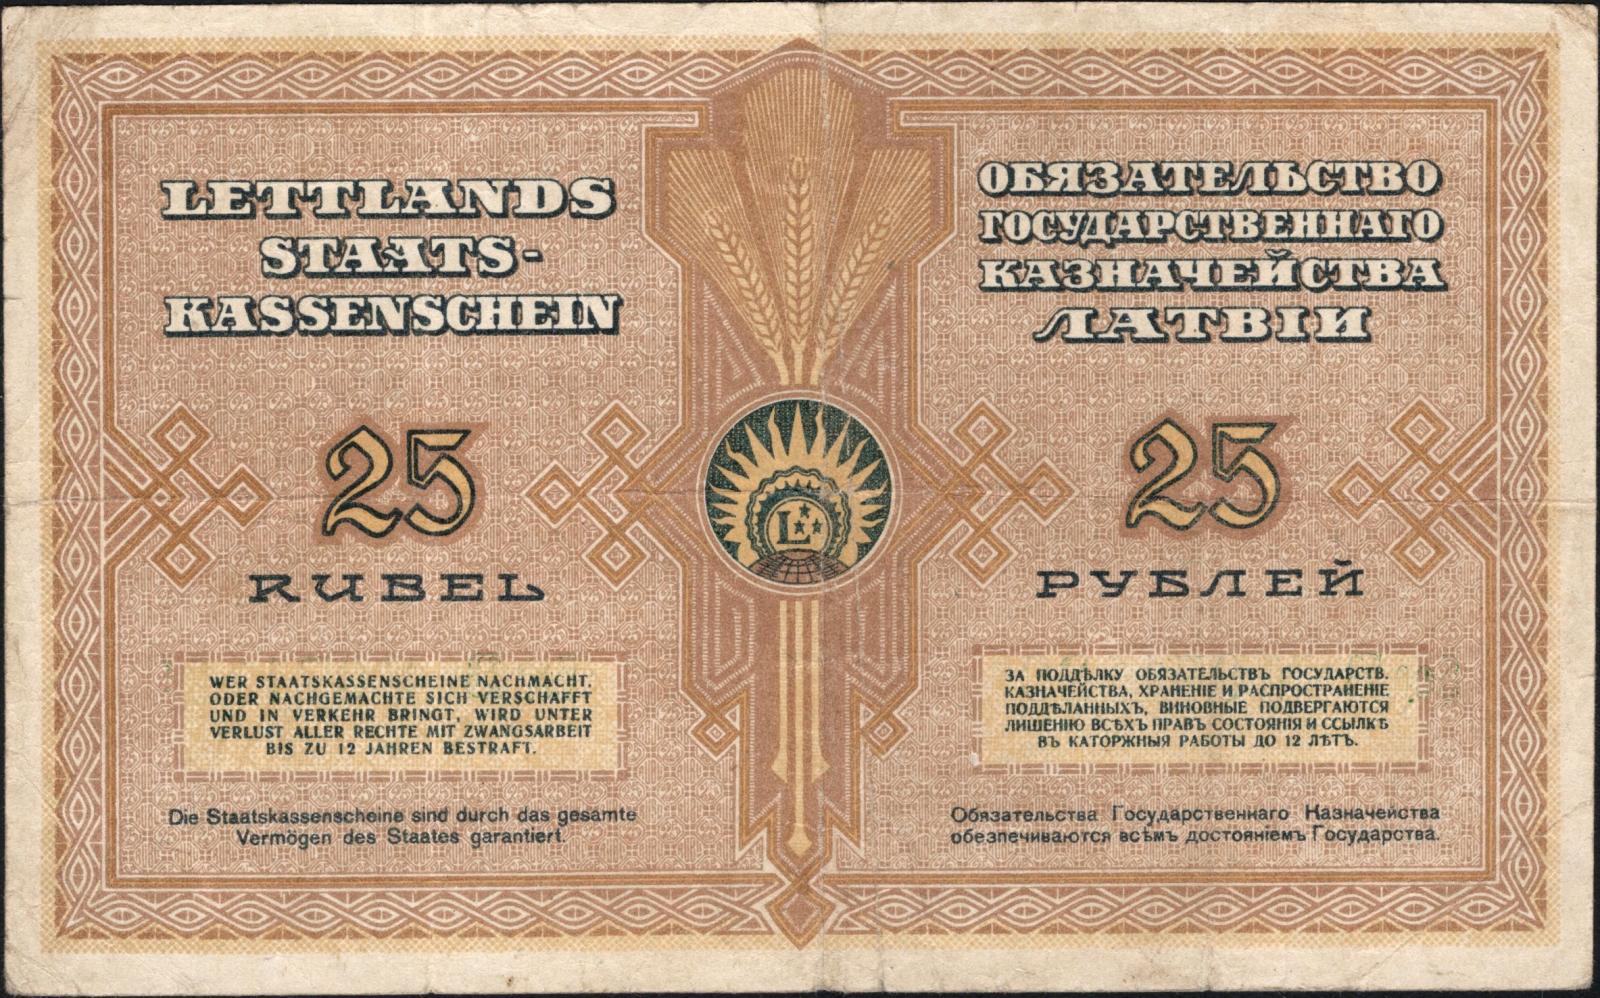 LETTLANDS
STAATS-
KASSENSCHEIN
25
RUBEL
WER STAATSKASSENSCHEINE NACHMACHT,
ODER NACHGEMACHTE SICH VERSCHAFFT
UND IN VERKEHR BRINGT, WIRD UNTER
VERLUST ALLER RECHTE MIT ZWANGSARBEIT
BIS ZU 12 JAHREN BESTRAFT.
Die Staatskassenscheine sind durch das gesamte
Vermögen des Staates garantiert.
L
ОБЯЗАТЕЛЬСТВО
ГОСУДАРСТВЕННАГО
КАЗНАЧЕЙСТВА
ЛАТВІИ
25
РУБЛЕЙ
ЗА ПОДДѢЛКУ ОБЯЗАТЕЛЬСТВЪ ГОСУДАРСТВ.
КАЗНАЧЕЙСТВА, ХРАНЕНІЕ И РАСПРОСТРАНЕНІЕ
ПОДДѢЛАННЫХЪ, ВИНОВНЫЕ ПОДВЕРГАЮТСЯ
ЛИШЕНІЮ ВСѢХЪ ПРАВЪ СОСТОЯНІЯ И ССЫЛКѢ
ВЪ КАТОРЖНЫЯ РАБОТЫ ДО 12 ЛѢТЪ.
Обязательства Государственнаго Казначейства
обезпечиваются всѣмъ достояніемъ Государства.